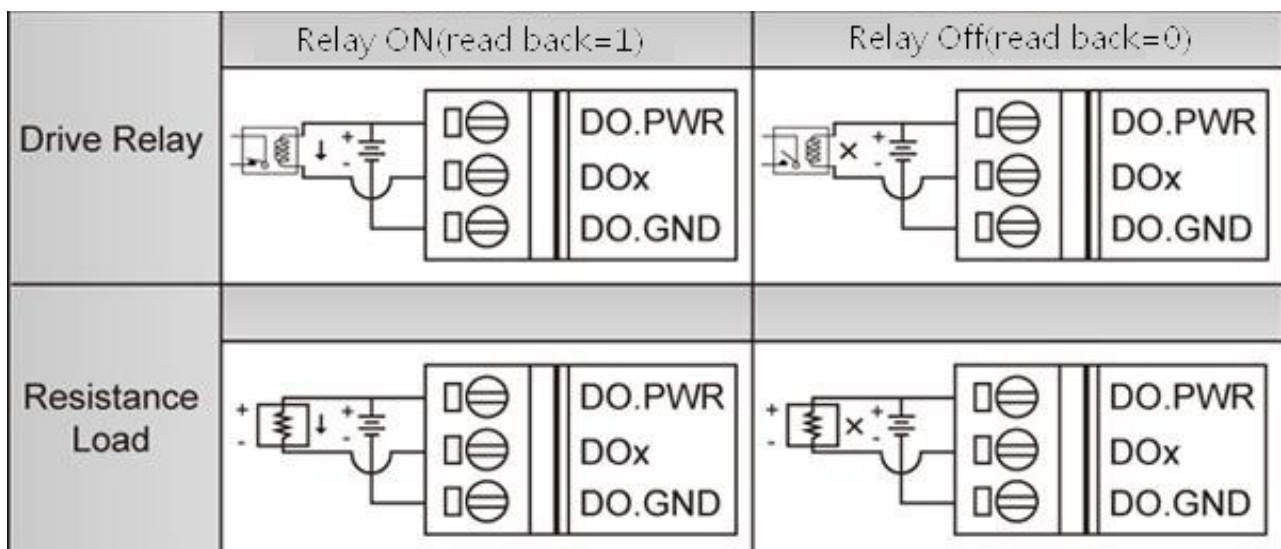 Relay ON(read back=1)
Relay Off(read back=0)
Drive Relay
+
-
DO.PWR
DOx
DO.GND
+
-
DO.PWR
DOx
DO.GND
Resistance
Load
+
-
+
-
DO.PWR
DOx
DO.GND
+
-
+
-
DO.PWR
DOx
DO.GND